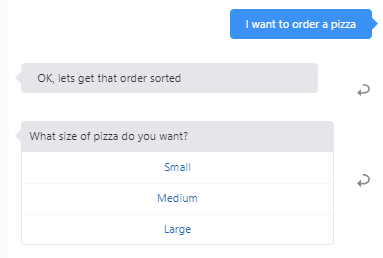 I want to order a pizza
OK, lets get that order sorted
What size of pizza do you want?
Small
Medium
Large